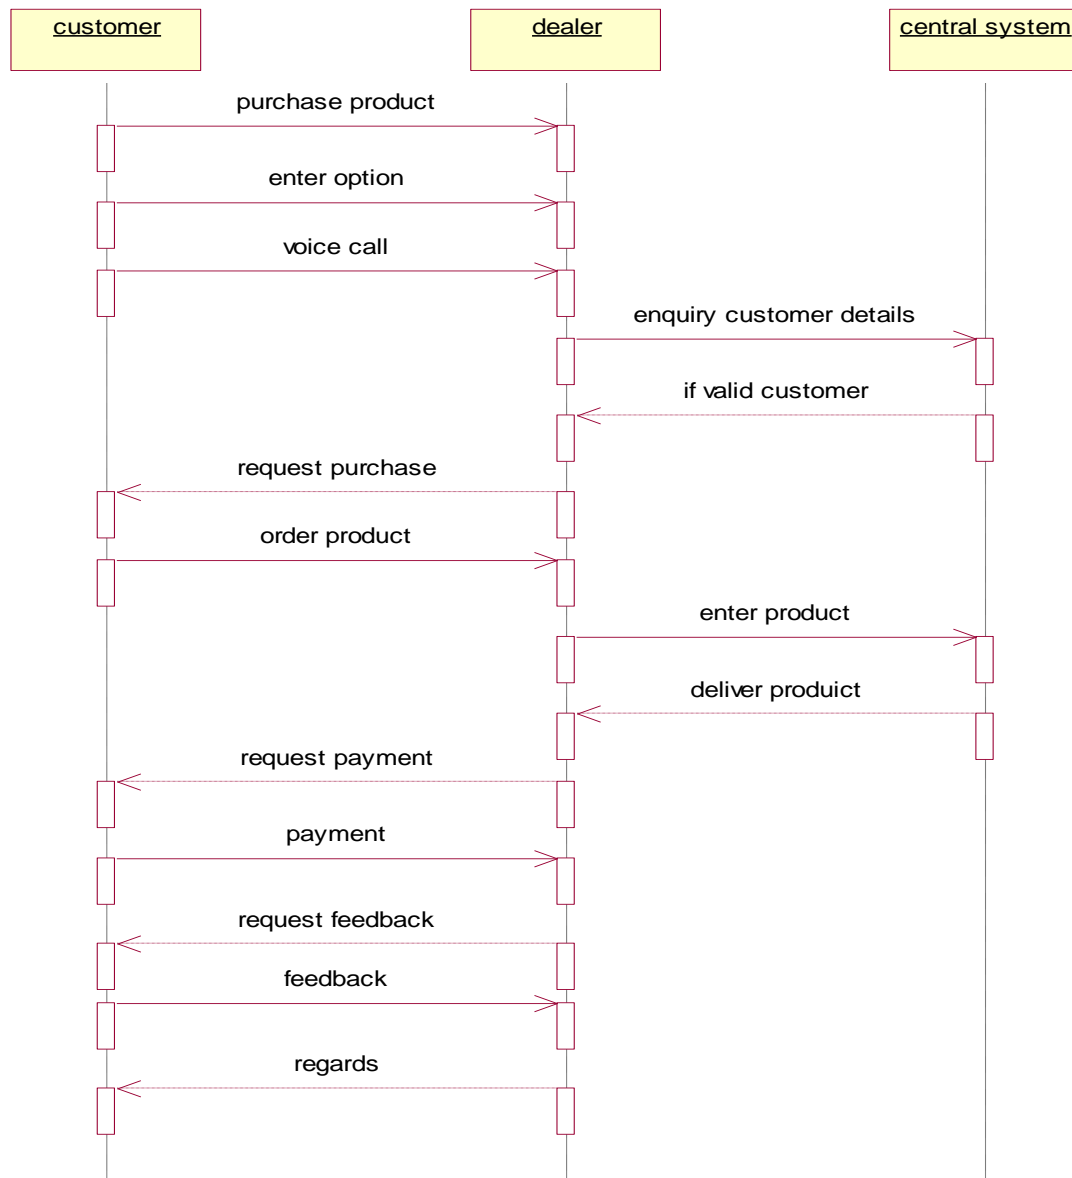 customer
dealer
central system
purchase product
enter option
voice call
enquiry customer details
if valid customer
request purchase
order product
enter product
deliver produict
request payment
payment
request feedback
feedback
regards